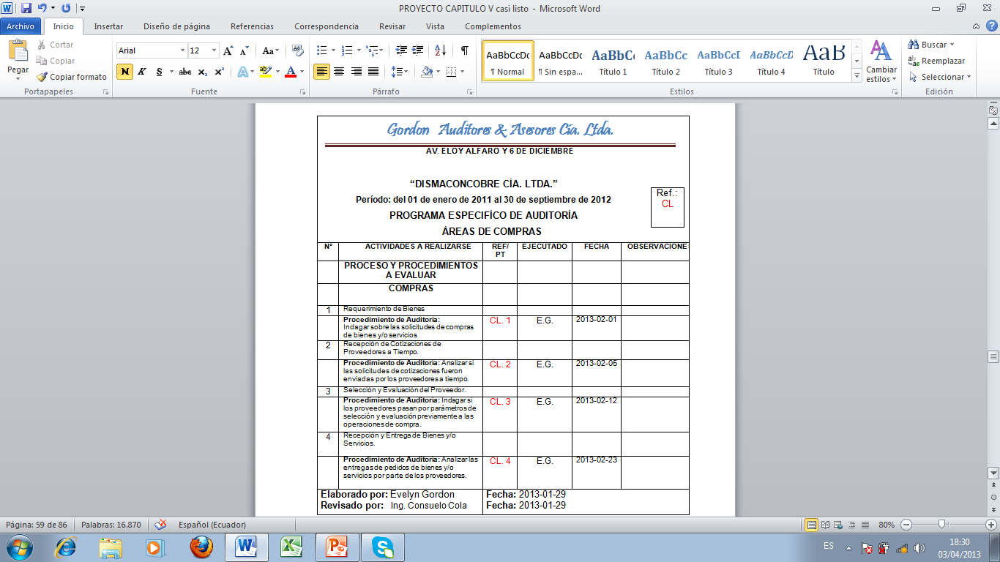 PROYECTO CAPITULO V casi listo - Microsoft Word
Archivo Inicio Insertar Diseño de página Referencias Correspondencia Revisar Vista Complementos
Pegar
Cortar
Copiar
Copiar formato
Portapapeles
Arial 12
N K S abc x₂ x² A ab A
Fuente
Párrafo
AaBbCcDc AaBbCcDc AaBbC AaBbCc AaBbCcI AaBbCcD AaB
¶ Normal ¶ Sin espa... Título 1 Título 2 Título 3 Título 4 Título
Cambiar
estilos
Estilos
Buscar
Reemplazar
Seleccionar
Edición
Gordon Auditores & Asesores Cía. Ltda.
AV. ELOY ALFARO Y 6 DE DICIEMBRE
“DISMACONCOBRE CÍA. LTDA.”
Período: del 01 de enero de 2011 al 30 de septiembre de 2012
PROGRAMA ESPECIFÍCO DE AUDITORÍA
ÁREAS DE COMPRAS
Ref.:
CL
N° ACTIVIDADES A REALIZARSE REF/ PT EJECUTADO FECHA OBSERVACIONE
PROCESO Y PROCEDIMIENTOS
A EVALUAR
COMPRAS
1 Requerimiento de Bienes
Procedimiento de Auditoria: CL. 1 E.G. 2013-02-01
Indagar sobre las solicitudes de compras
de bienes y/o servicios
2 Recepción de Cotizaciones de
Proveedores a Tiempo.
Procedimiento de Auditoria: Analizar si CL. 2 E.G. 2013-02-05
las solicitudes de cotizaciones fueron
enviadas por los proveedores a tiempo.
3 Selección y Evaluación del Proveedor.
Procedimiento de Auditoria: Indagar si CL. 3 E.G. 2013-02-12
los proveedores pasan por parámetros de
selección y evaluación previamente a las
operaciones de compra.
4 Recepción y Entrega de Bienes y/o
Servicios.
Procedimiento de Auditoria: Analizar las CL. 4 E.G. 2013-02-23
entregas de pedidos de bienes y/o
servicios por parte de los proveedores.
Elaborado por: Evelyn Gordon Fecha: 2013-01-29
Revisado por: Ing. Consuelo Cola Fecha: 2013-01-29
Página: 59 de 86 Palabras: 16.870 Español (Ecuador) 80%
ES 18:30
03/04/2013